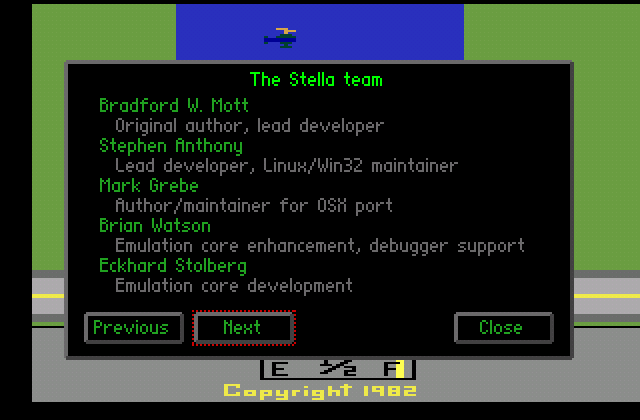 The Stella team
Bradford W. Mott
Original author, lead developer
Stephen Anthony
Lead developer, Linux/Win32 maintainer
Mark Grebe
Author/maintainer for OSX port
Brian Watson
Emulation core enhancement, debugger support
Eckhard Stolberg
Emulation core development
Previous Next Close
E 1/2 F
Copyright 1982